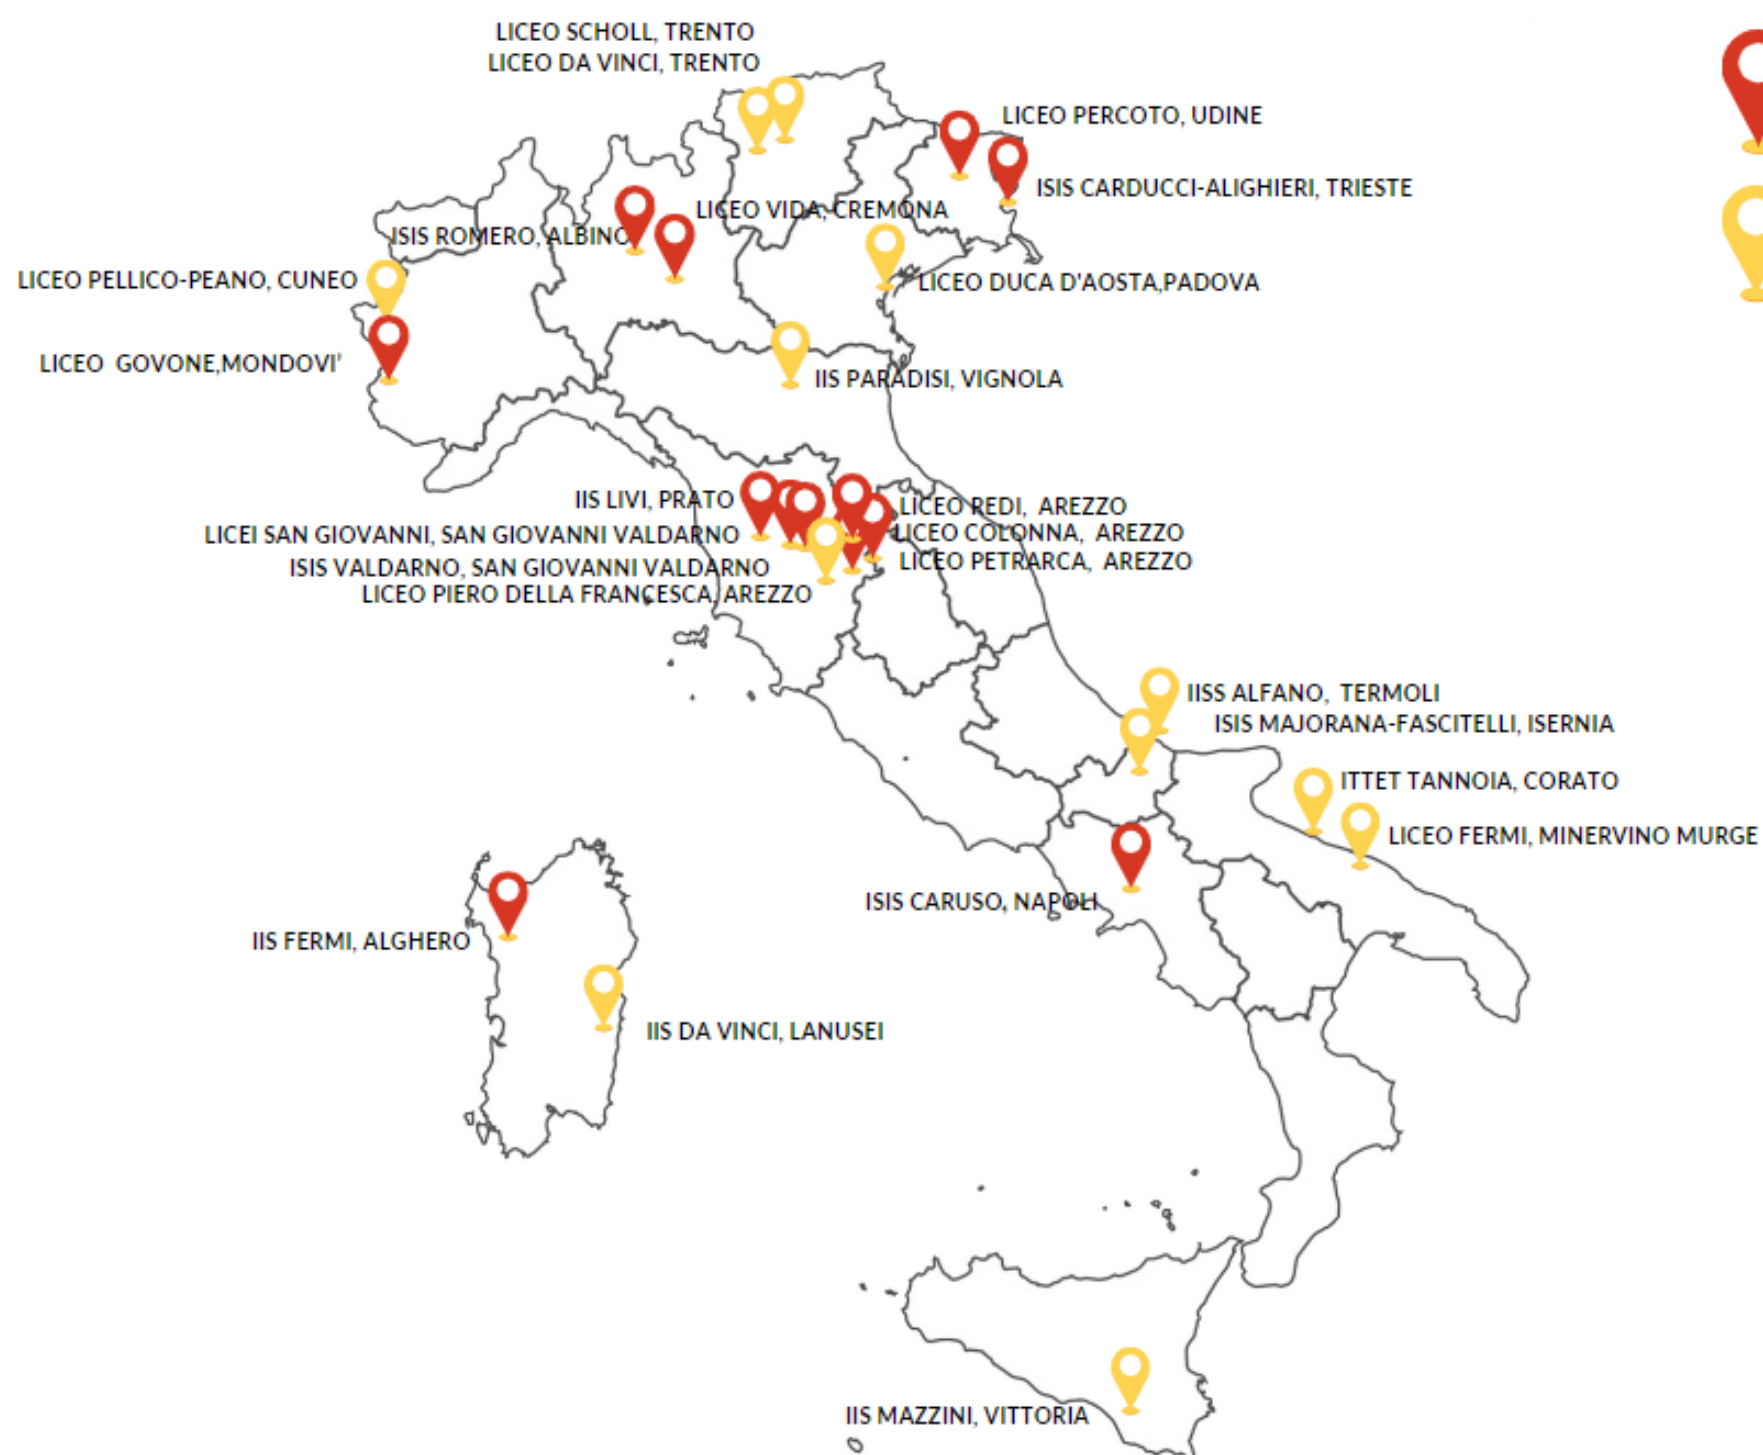 LICEO SCHOLL, TRENTO
LICEO DA VINCI, TRENTO
LICEO PERCOTO, UDINE
ISIS CARDUCCI-ALIGHIERI, TRIESTE
LICEO VIDA, CREMONA
ISIS ROMERO, ALBINO
LICEO PELLICO-PEANO, CUNEO
LICEO DUCA D'AOSTA,PADOVA
LICEO GOVONE,MONDOVI'
IIS PARADISI, VIGNOLA
IIS LIVI, PRATO
LICEO REDI, AREZZO
LICEI SAN GIOVANNI, SAN GIOVANNI VALDARNO
LICEO COLONNA, AREZZO
LICEO PETRARCA, AREZZO
ISIS VALDARNO, SAN GIOVANNI VALDARNO
LICEO PIERO DELLA FRANCESCA, AREZZO
IISS ALFANO, TERMOLI
ISIS MAJORANA-FASCITELLI, ISERNIA
ITTET TANNOIA, CORATO
LICEO FERMI, MINERVINO MURGE
ISIS CARUSO, NAPOLI
IIS FERMI, ALGHERO
IIS DA VINCI, LANUSEI
IIS MAZZINI, VITTORIA